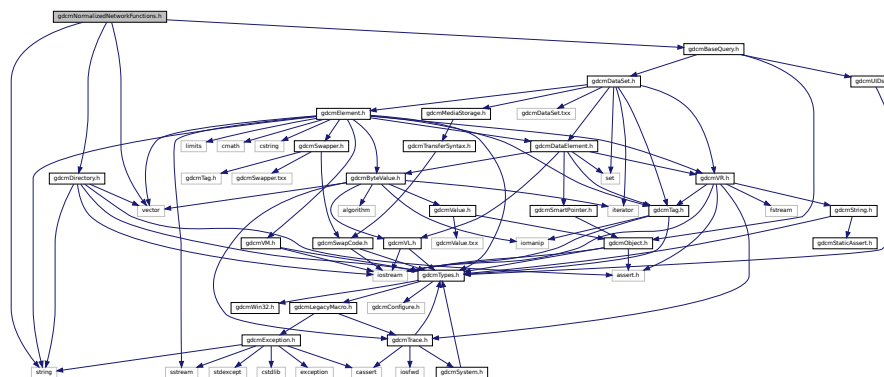 gdcmNormalizedNetworkFunctions.h
gdcmBaseQuery.h
gdcmDataSet.h
gdcmUIDs
gdcmElement.h
gdcmMediaStorage.h
gdcmDataSet.txx
limits
cmath
cstring
gdcmSwapper.h
gdcmTransferSyntax.h
gdcmDataElement.h
gdcmDirectory.h
gdcmTag.h
gdcmSwapper.txx
gdcmByteValue.h
set
gdcmVR.h
vector
algorithm
gdcmValue.h
gdcmSmartPointer.h
iterator
gdcmTag.h
fstream
gdcmString.h
gdcmVM.h
gdcmSwapCode.h
gdcmVL.h
gdcmValue.txx
iomanip
gdcmObject.h
gdcmStaticAssert.h
iostream
gdcmTypes.h
assert.h
gdcmWin32.h
gdcmLegacyMacro.h
gdcmConfigure.h
gdcmException.h
gdcmTrace.h
string
sstream
stdexcept
cstdlib
exception
cassert
iosfwd
gdcmSystem.h